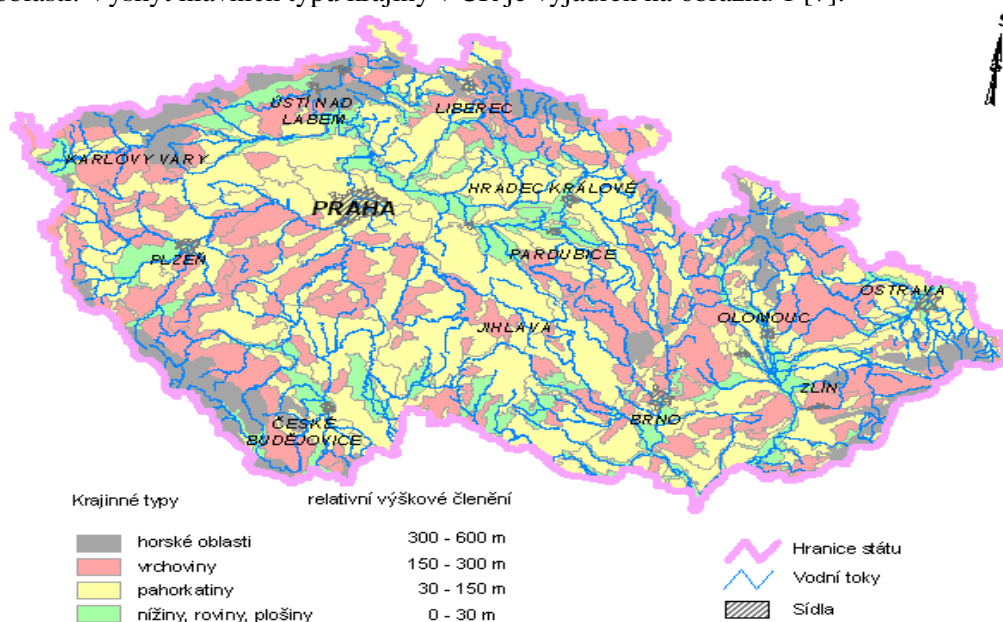 oblastí. Výskyt hlavních typů krajiny v ČR je vyjádřen na obrázku 1 [7].
ÚSTÍ NAD
LABEM
LIBEREC
KARLOVY VARY
HRADEC KRÁLOVÉ
PRAHA
PLZEŇ
PARDUBICE
OSTRAVA
OLOMOUC
JIHLAVA
ZLÍN
BRNO
ČESKÉ
BUDĚJOVICE
Krajinné typy relativní výškové členění
horské oblasti 300 - 600 m
vrchoviny 150 - 300 m
pahorkatiny 30 - 150 m
nížiny, roviny, plošiny 0 - 30 m
Hranice státu
Vodní toky
Sídla